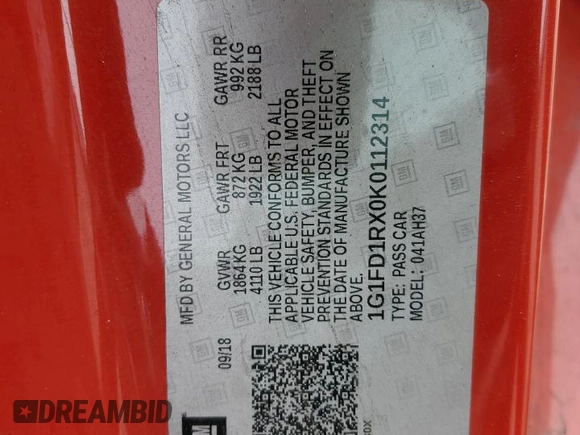 MFD BY GENERAL MOTORS LLC
09/18
GVWR GAWR FRT GAWR RR
1864 KG 872 KG 992 KG
4110 LB 1922 LB 2188 LB
THIS VEHICLE CONFORMS TO ALL
APPLICABLE U.S. FEDERAL MOTOR
VEHICLE SAFETY, BUMPER, AND THEFT
PREVENTION STANDARDS IN EFFECT ON
THE DATE OF MANUFACTURE SHOWN
ABOVE.
1G1FD1RX0K0112314
TYPE: PASS CAR
MODEL: 041AH37
GM
DREAMBID